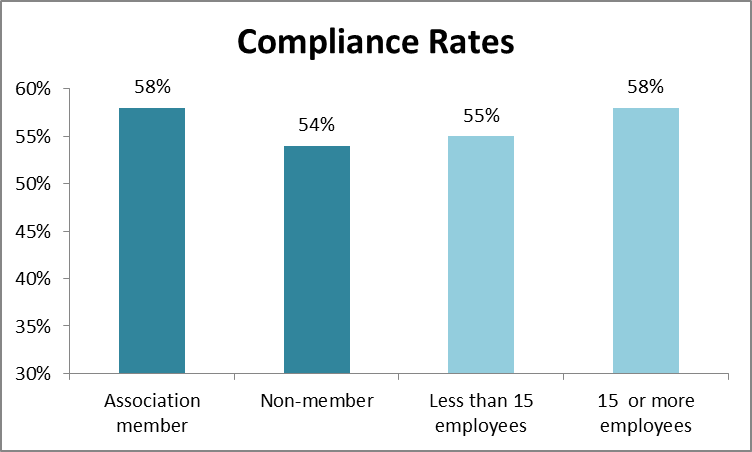 Compliance Rates
60%
55%
50%
45%
40%
35%
30%
58%
54%
55%
58%
Association
member
Non-member
Less than 15
employees
15  or more
employees